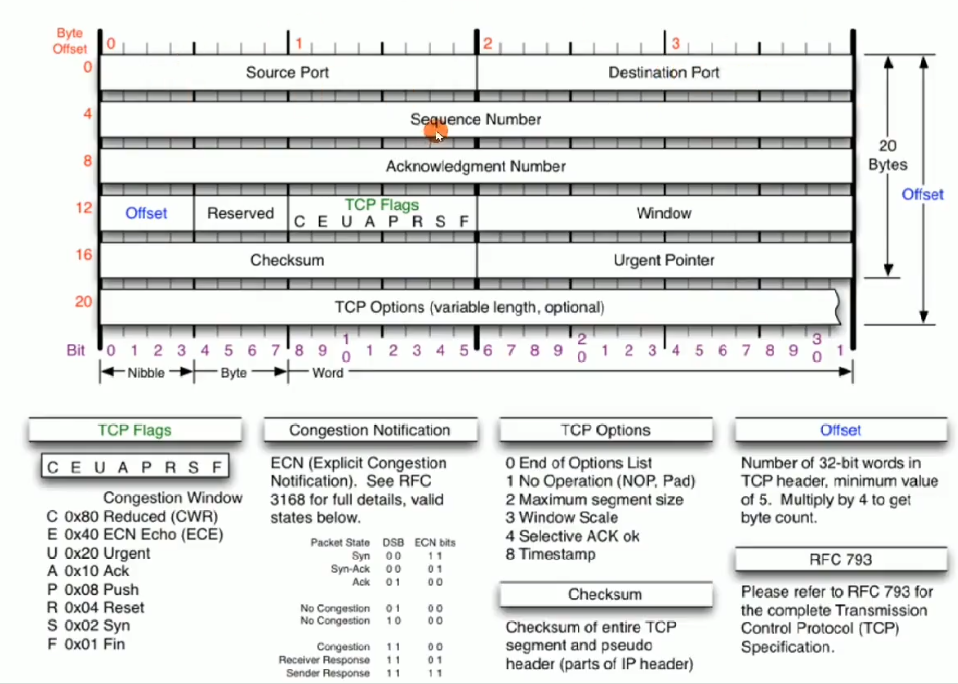 Byte
Offset
0 1 2 3
0 Source Port Destination Port
4 Sequence Number
8 Acknowledgment Number
20
Bytes
Offset
12 Offset Reserved TCP Flags Window
C E U A P R S F
16 Checksum Urgent Pointer
20 TCP Options (variable length, optional)
Bit 0 1 2 3 4 5 6 7 8 9 10 1 2 3 4 5 6 7 8 9 20 1 2 3 4 5 6 7 8 9 30 1
Nibble Byte Word
TCP Flags
C E U A P R S F
Congestion Window
C 0x80 Reduced (CWR)
E 0x40 ECN Echo (ECE)
U 0x20 Urgent
A 0x10 Ack
P 0x08 Push
R 0x04 Reset
S 0x02 Syn
F 0x01 Fin
Congestion Notification
ECN (Explicit Congestion
Notification). See RFC
3168 for full details, valid
states below.
Packet State DSB ECN bits
Syn 0 0 1 1
Syn-Ack 0 0 0 1
Ack 0 1 0 0
No Congestion 0 1 0 0
No Congestion 1 0 0 0
Congestion 1 1 0 0
Receiver Response 1 1 0 1
Sender Response 1 1 1 1
TCP Options
0 End of Options List
1 No Operation (NOP, Pad)
2 Maximum segment size
3 Window Scale
4 Selective ACK ok
8 Timestamp
Checksum
Checksum of entire TCP
segment and pseudo
header (parts of IP header)
Offset
Number of 32-bit words in
TCP header, minimum value
of 5. Multiply by 4 to get
byte count.
RFC 793
Please refer to RFC 793 for
the complete Transmission
Control Protocol (TCP)
Specification.